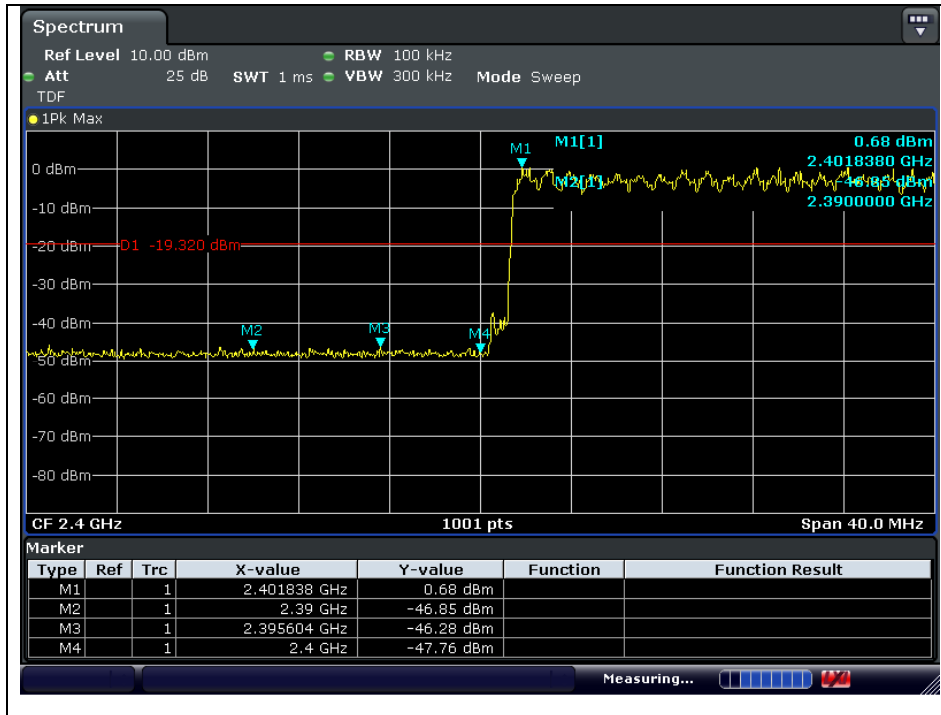 Spectrum
Ref Level 10.00 dBm RBW 100 kHz
Att 25 dB SWT 1 ms VBW 300 kHz Mode Sweep
TDF
1Pk Max
M1 M1[1] 0.68 dBm
2.4018380 GHz
0 dBm
M2[1] -46.85 dBm
2.3900000 GHz
-10 dBm
-20 dBm D1 -19.320 dBm
-30 dBm
-40 dBm
M2 M3 M4
-50 dBm
-60 dBm
-70 dBm
-80 dBm
CF 2.4 GHz 1001 pts Span 40.0 MHz
Marker
Type Ref Trc X-value Y-value Function Function Result
M1 1 2.401838 GHz 0.68 dBm
M2 1 2.39 GHz -46.85 dBm
M3 1 2.395604 GHz -46.28 dBm
M4 1 2.4 GHz -47.76 dBm
Measuring...